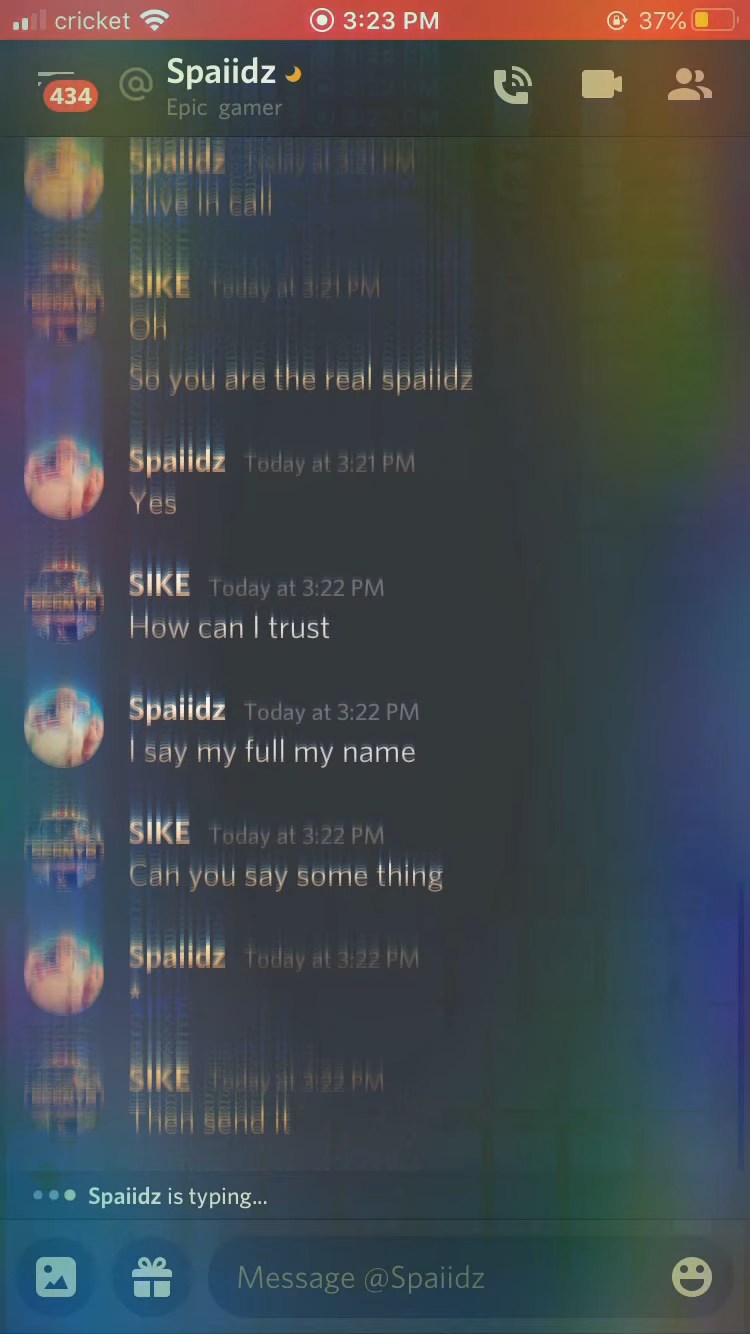 cricket 3:23 PM 37%
434 @ Spaiidz
Epic gamer
Spaiidz Today at 3:21 PM
I live in call
SIKE Today at 3:21 PM
Oh
So you are the real spaiidz
Spaiidz Today at 3:21 PM
Yes
SIKE Today at 3:22 PM
How can I trust
Spaiidz Today at 3:22 PM
I say my full my name
SIKE Today at 3:22 PM
Can you say some thing
Spaiidz Today at 3:22 PM
*
SIKE Today at 3:22 PM
Then send it
Spaiidz is typing...
Message @Spaiidz